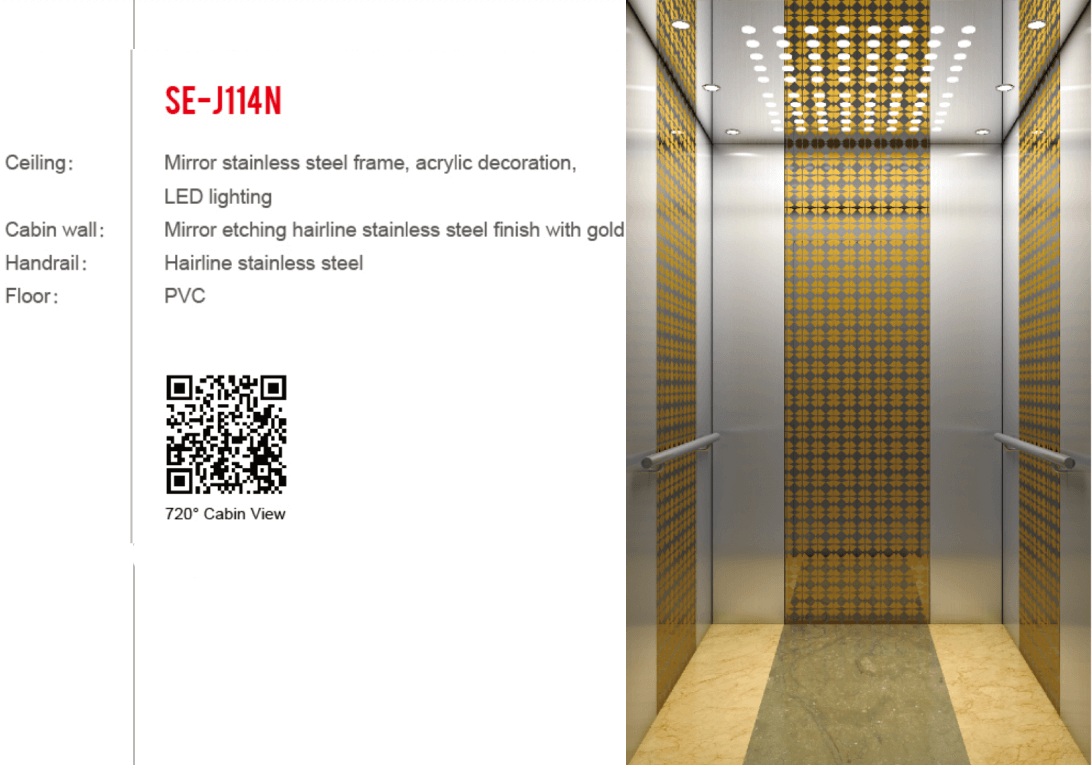 SE-J114N
Ceiling: Mirror stainless steel frame, acrylic decoration,
LED lighting
Cabin wall: Mirror etching hairline stainless steel finish with gold
Handrail: Hairline stainless steel
Floor: PVC
720° Cabin View